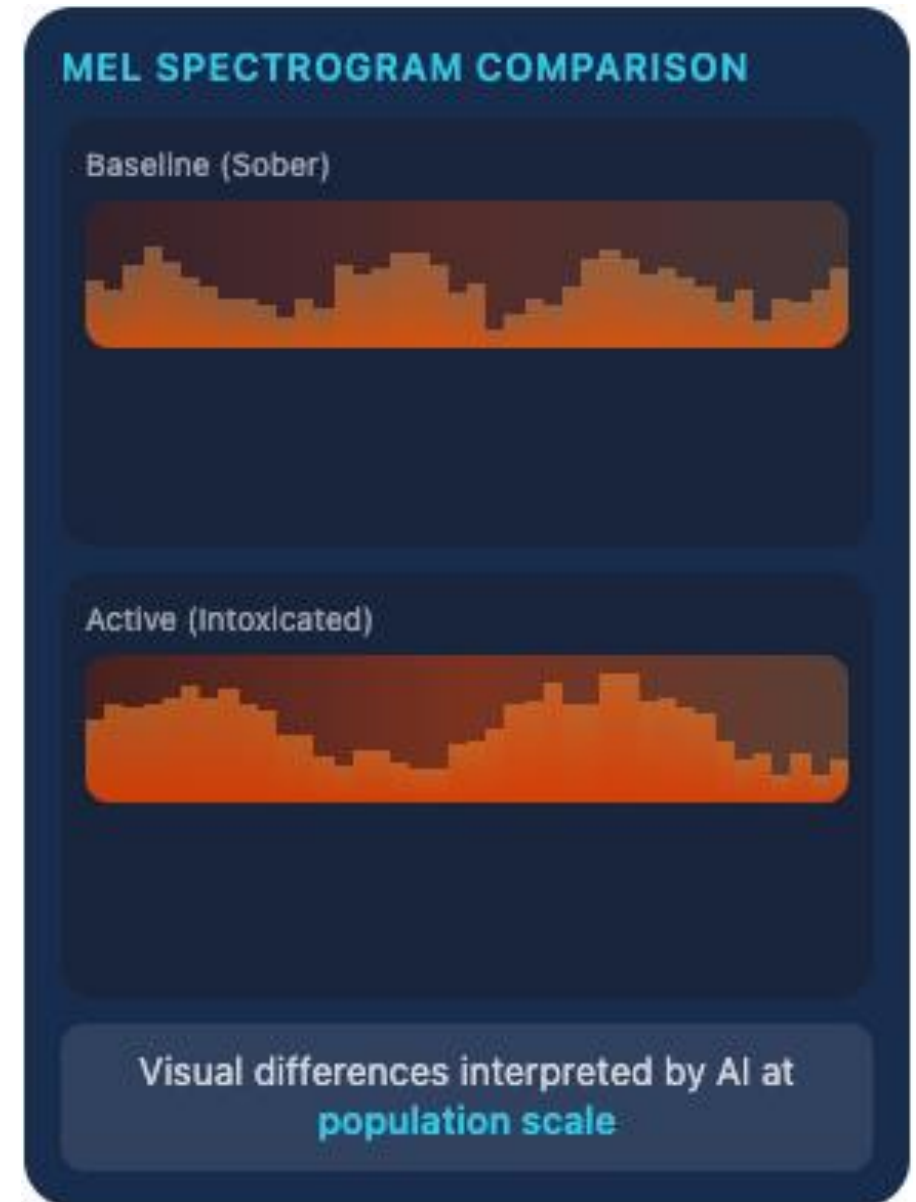 MEL SPECTROGRAM COMPARISON
Baseline (Sober)
Active (Intoxicated)
Visual differences interpreted by AI at
population scale